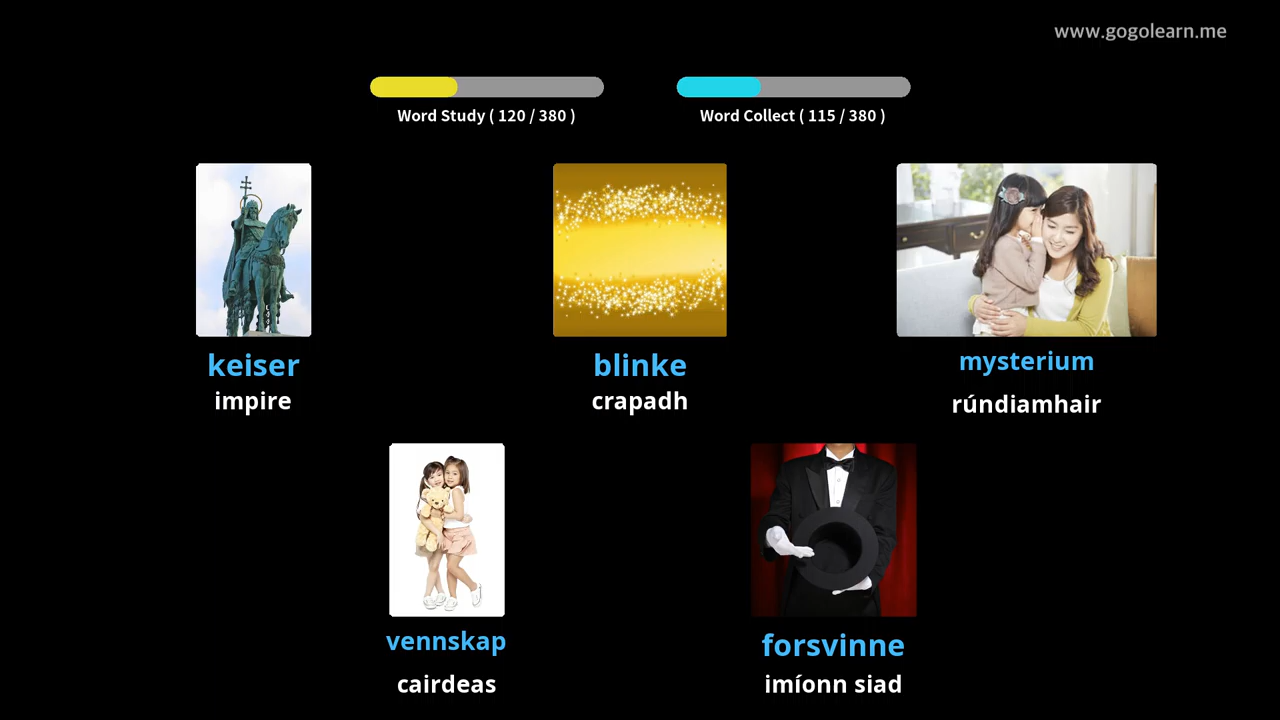 www.gogolearn.me
Word Study ( 120 / 380 )
Word Collect ( 115 / 380 )
keiser
impire
blinke
crapadh
mysterium
rúndiamhair
vennskap
cairdeas
forsvinne
imíonn siad